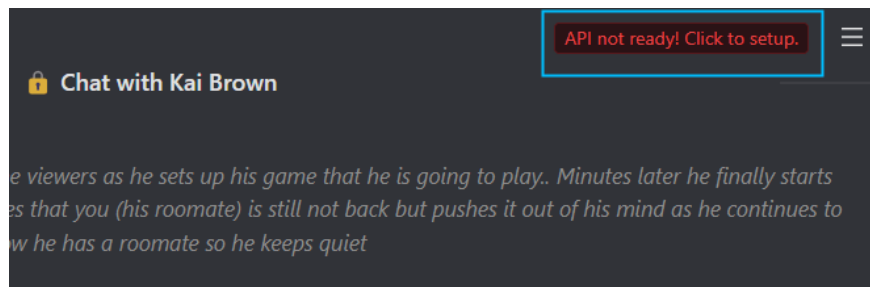 API not ready! Click to setup.
Chat with Kai Brown
e viewers as he sets up his game that he is going to play.. Minutes later he finally starts
es that you (his roomate) is still not back but pushes it out of his mind as he continues to
ow he has a roomate so he keeps quiet